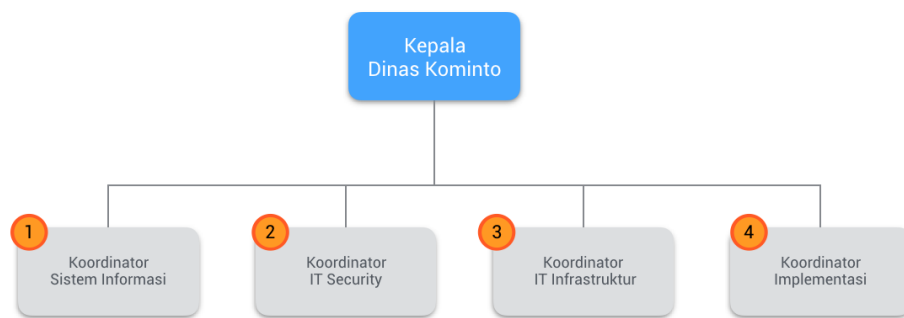 Kepala
Dinas Kominto
1
Koordinator
Sistem Informasi
2
Koordinator
IT Security
3
Koordinator
IT Infrastruktur
4
Koordinator
Implementasi